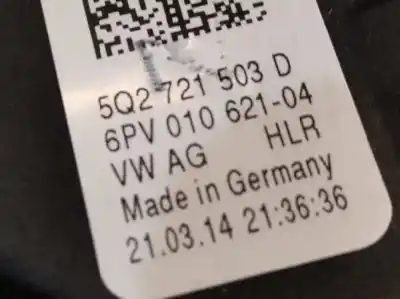 5Q2 721 503 D
6PV 010 621-04
VW AG HLR
Made in Germany
21.03.14 21:36:36